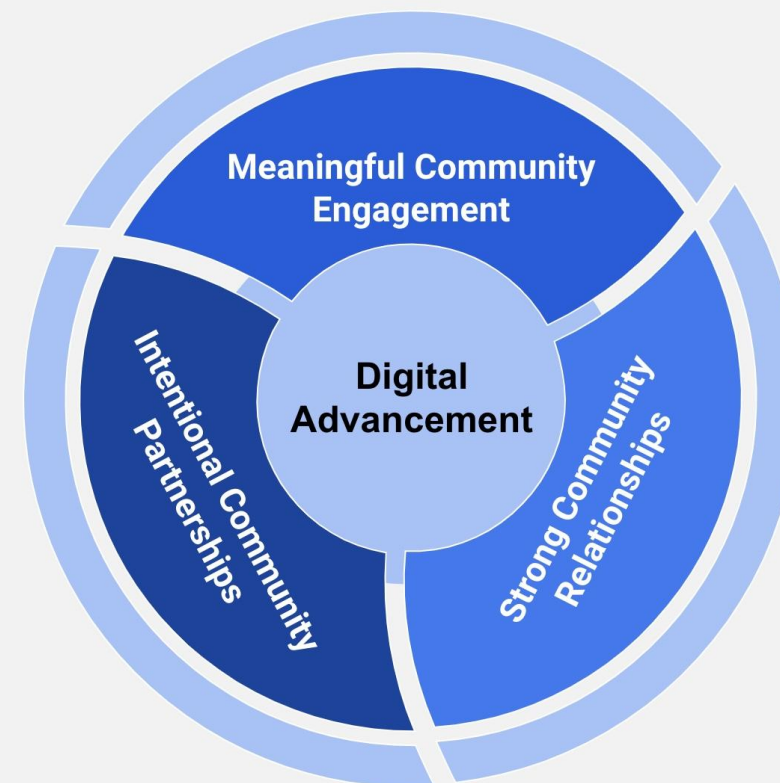 Meaningful Community
Engagement
Digital
Advancement
Intentional Community
Partnerships
Strong Community
Relationships